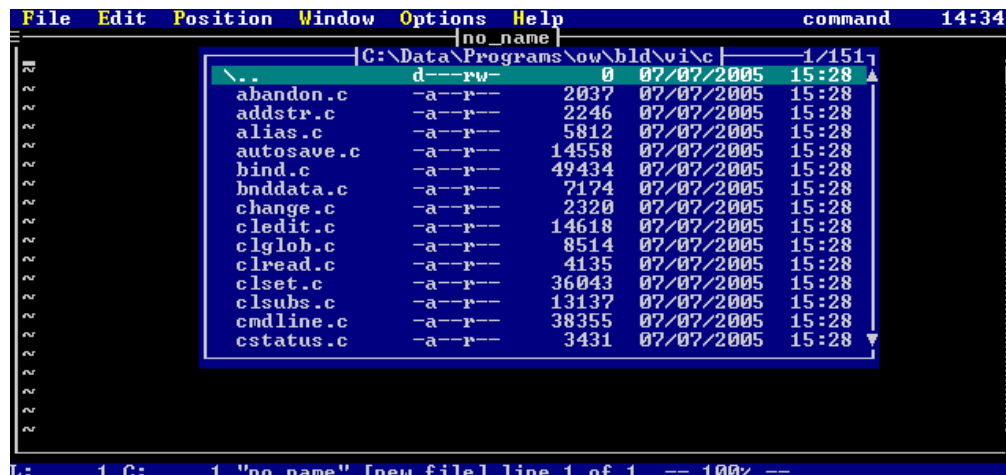 File Edit Position Window Options Help command 14:34
no_name
C:\Data\Programs\ow\bld\vi\c 1/151
~ \.. d---rw- 0 07/07/2005 15:28
~ abandon.c -a--r-- 2037 07/07/2005 15:28
~ addstr.c -a--r-- 2246 07/07/2005 15:28
~ alias.c -a--r-- 5812 07/07/2005 15:28
~ autosave.c -a--r-- 14558 07/07/2005 15:28
~ bind.c -a--r-- 49434 07/07/2005 15:28
~ bnddata.c -a--r-- 7174 07/07/2005 15:28
~ change.c -a--r-- 2320 07/07/2005 15:28
~ cledit.c -a--r-- 14618 07/07/2005 15:28
~ clglob.c -a--r-- 8514 07/07/2005 15:28
~ clread.c -a--r-- 4135 07/07/2005 15:28
~ clset.c -a--r-- 36043 07/07/2005 15:28
~ clsubs.c -a--r-- 13137 07/07/2005 15:28
~ cmdline.c -a--r-- 38355 07/07/2005 15:28
~ cstatus.c -a--r-- 3431 07/07/2005 15:28
~
~
~
~
~
L: 1 C: 1 "no_name" [new file] line 1 of 1 -- 100% --